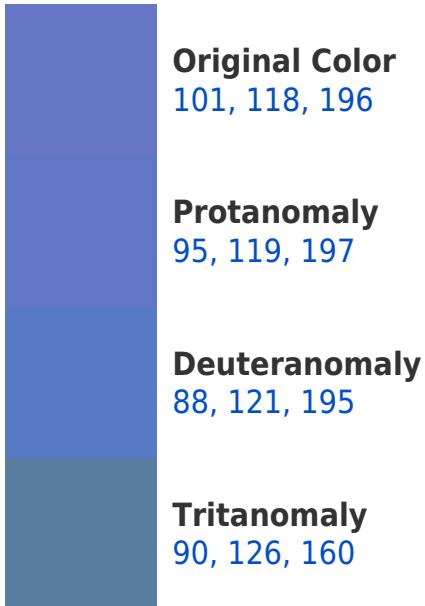 Original Color
101, 118, 196
Protanomaly
95, 119, 197
Deuteranomaly
88, 121, 195
Tritanomaly
90, 126, 160